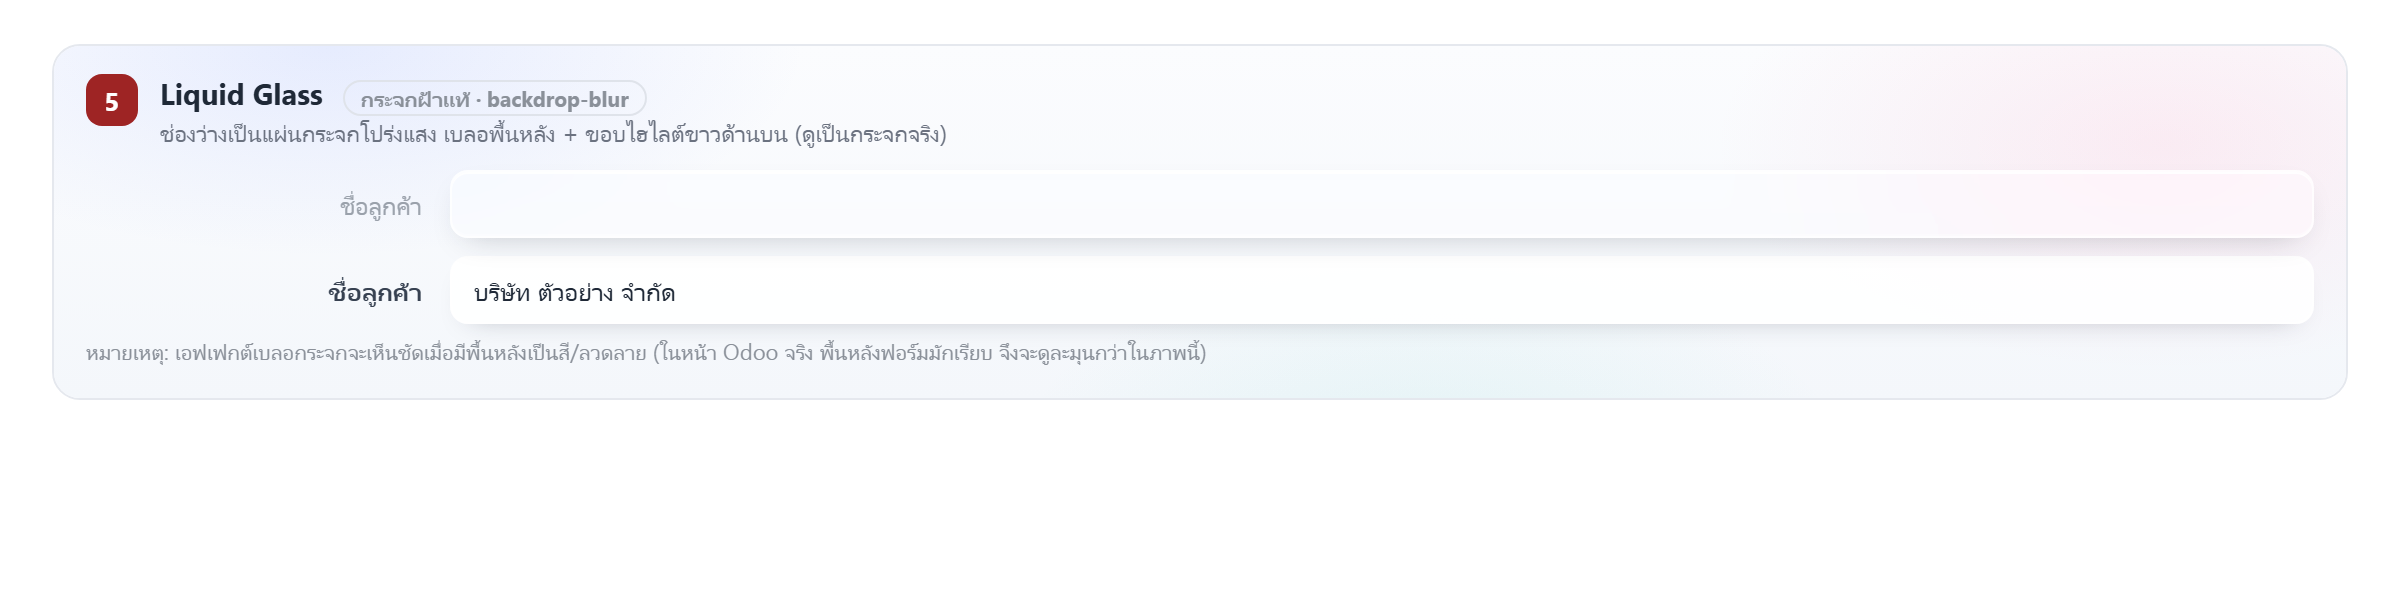 5
Liquid Glass กระจกฝ้าแท้ · backdrop-blur
ช่องว่างเป็นแผ่นกระจกโปร่งแสง เบลอพื้นหลัง + ขอบไฮไลต์ขาวด้านบน (ดูเป็นกระจกจริง)
ชื่อลูกค้า
ชื่อลูกค้า บริษัท ตัวอย่าง จำกัด
หมายเหตุ: เอฟเฟกต์เบลอกระจกจะเห็นชัดเมื่อมีพื้นหลังเป็นสี/ลวดลาย (ในหน้า Odoo จริง พื้นหลังฟอร์มมักเรียบ จึงจะดูละมุนกว่าในภาพนี้)